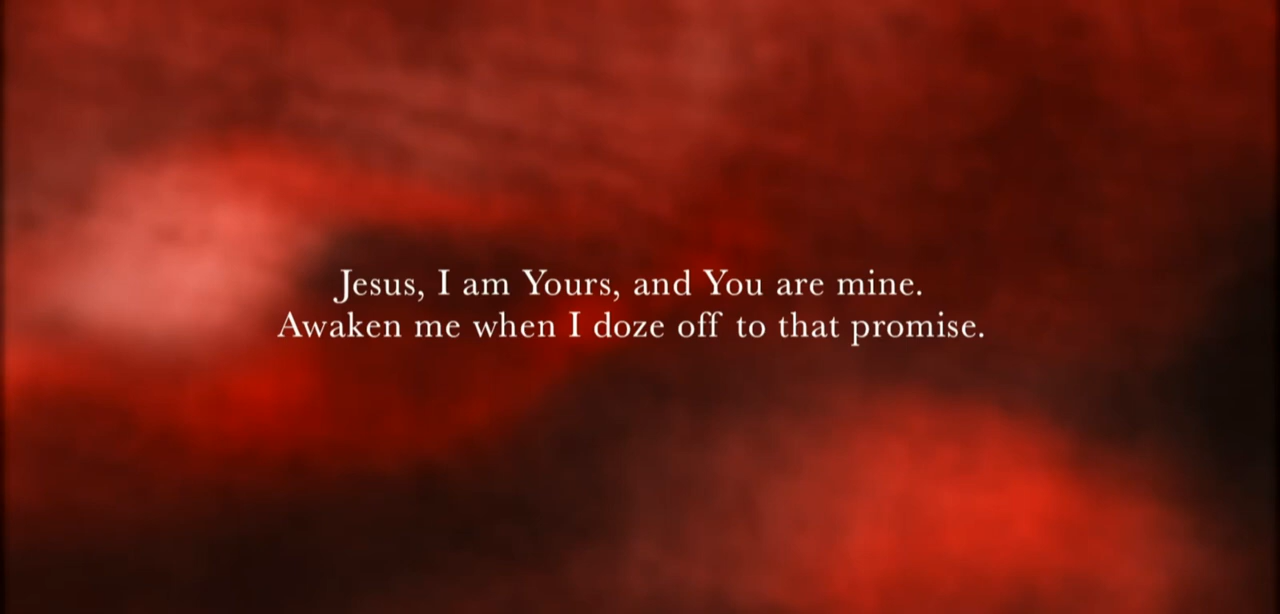 Jesus, I am Yours, and You are mine.
Awaken me when I doze off to that promise.